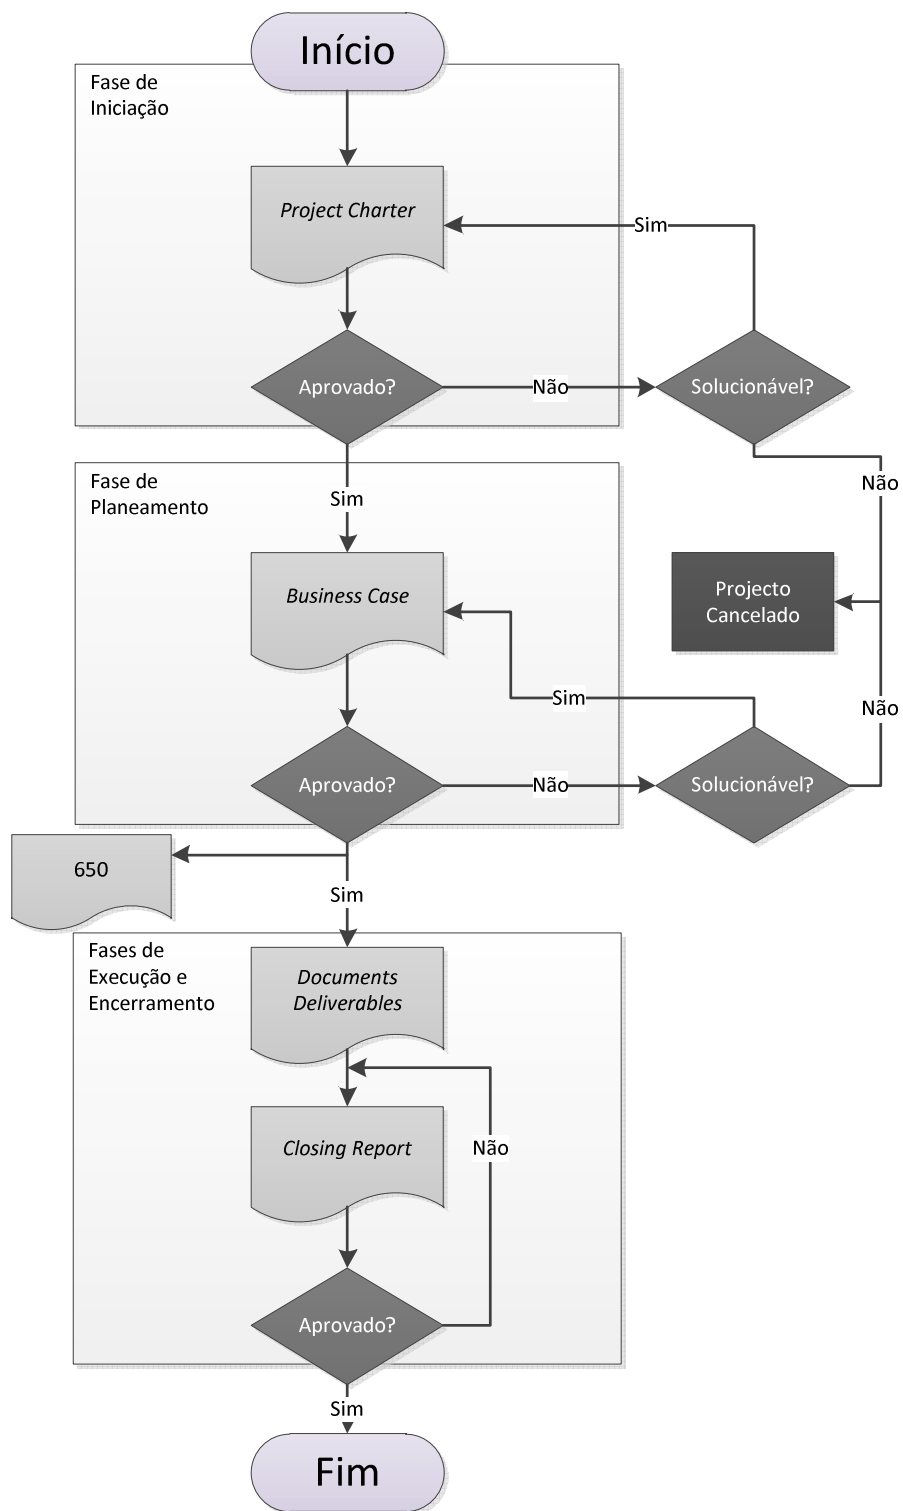 Início
Fase de
Iniciação
Project Charter
Sim
Aprovado?
Não
Solucionável?
Fase de
Planeamento
Sim
Não
Business Case
Projecto
Cancelado
Sim
Não
Aprovado?
Não
Solucionável?
650
Sim
Fases de
Execução e
Encerramento
Documents
Deliverables
Closing Report
Não
Aprovado?
Sim
Fim